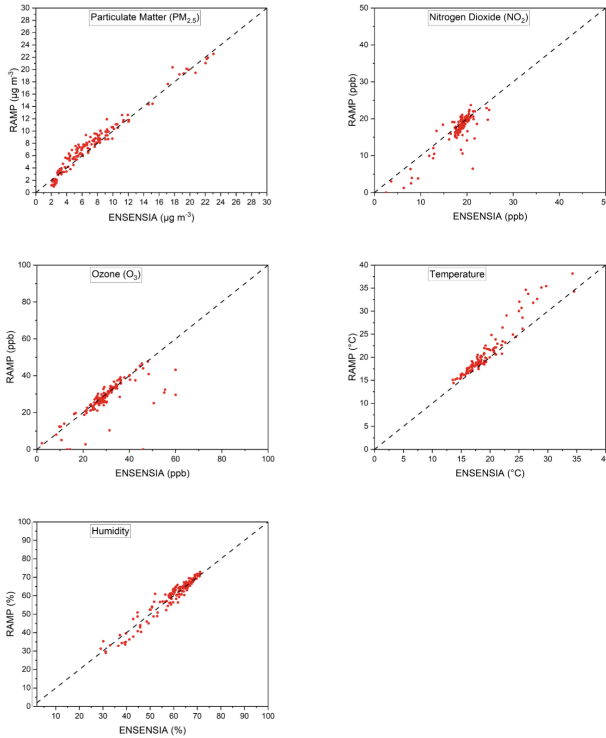 Particulate Matter (PM2.5)
RAMP (µg m-3)
30
28
26
24
22
20
18
16
14
12
10
8
6
4
2
0
0 2 4 6 8 10 12 14 16 18 20 22 24 26 28 30
ENSENSIA (µg m-3)
Nitrogen Dioxide (NO2)
RAMP (ppb)
50
40
30
20
10
0
0 10 20 30 40 50
ENSENSIA (ppb)
Ozone (O3)
RAMP (ppb)
100
80
60
40
20
0
0 20 40 60 80 100
ENSENSIA (ppb)
Temperature
RAMP (°C)
40
35
30
25
20
15
10
5
0
0 5 10 15 20 25 30 35 40
ENSENSIA (°C)
Humidity
RAMP (%)
100
90
80
70
60
50
40
30
20
10
0
10 20 30 40 50 60 70 80 90 100
ENSENSIA (%)